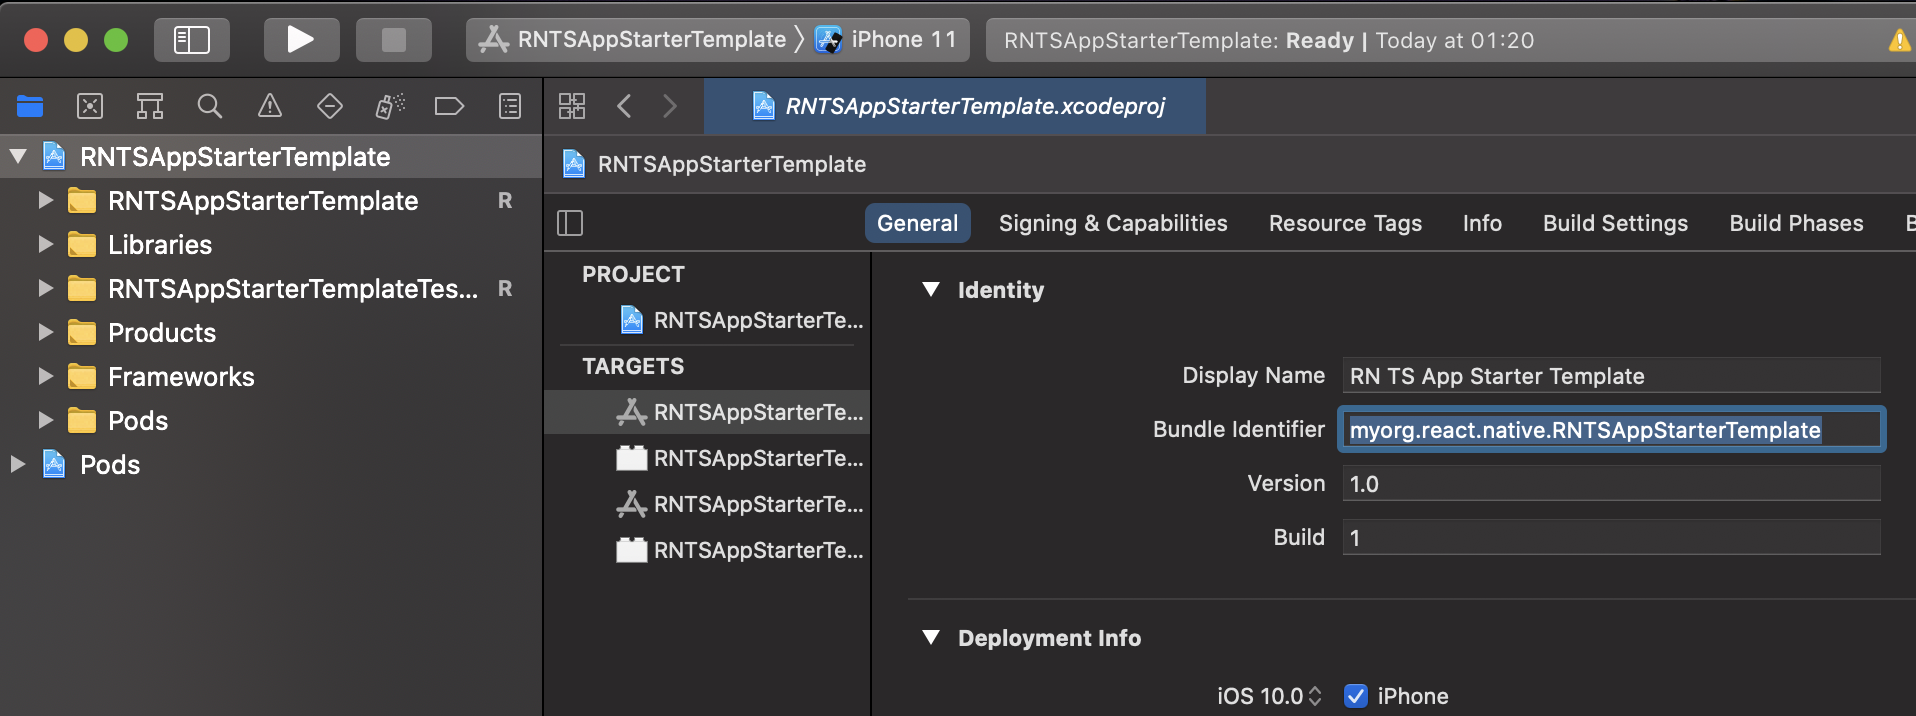 RNTSAppStarterTemplate iPhone 11 RNTSAppStarterTemplate: Ready | Today at 01:20
RNTSAppStarterTemplate.xcodeproj
RNTSAppStarterTemplate
RNTSAppStarterTemplate R
Libraries
RNTSAppStarterTemplateTes... R
Products
Frameworks
Pods
Pods
RNTSAppStarterTemplate
General Signing & Capabilities Resource Tags Info Build Settings Build Phases B
PROJECT
RNTSAppStarterTe...
TARGETS
RNTSAppStarterTe...
RNTSAppStarterTe...
RNTSAppStarterTe...
RNTSAppStarterTe...
Identity
Display Name RN TS App Starter Template
Bundle Identifier myorg.react.native.RNTSAppStarterTemplate
Version 1.0
Build 1
Deployment Info
iOS 10.0 iPhone